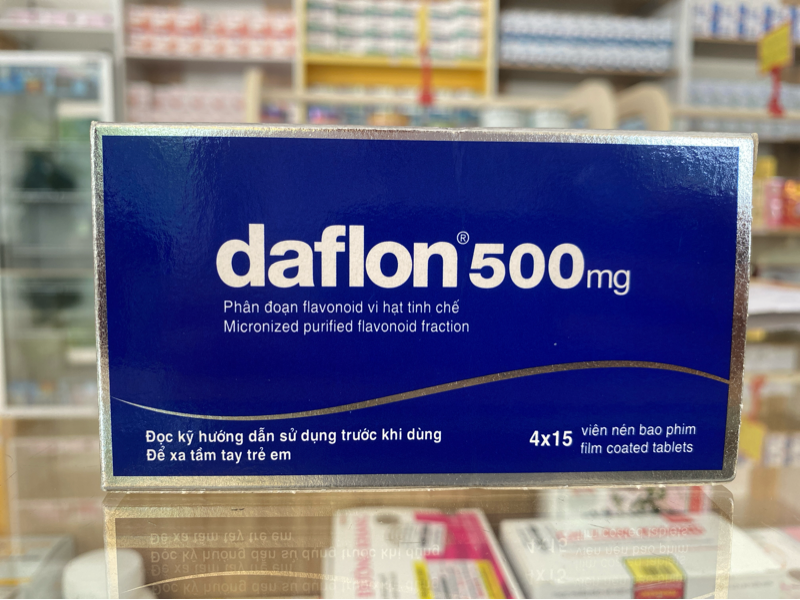 daflon® 500mg
Phân đoạn flavonoid vi hạt tinh chế
Micronized purified flavonoid fraction
Đọc kỹ hướng dẫn sử dụng trước khi dùng
Để xa tầm tay trẻ em
4x15 viên nén bao phim
film coated tablets
500